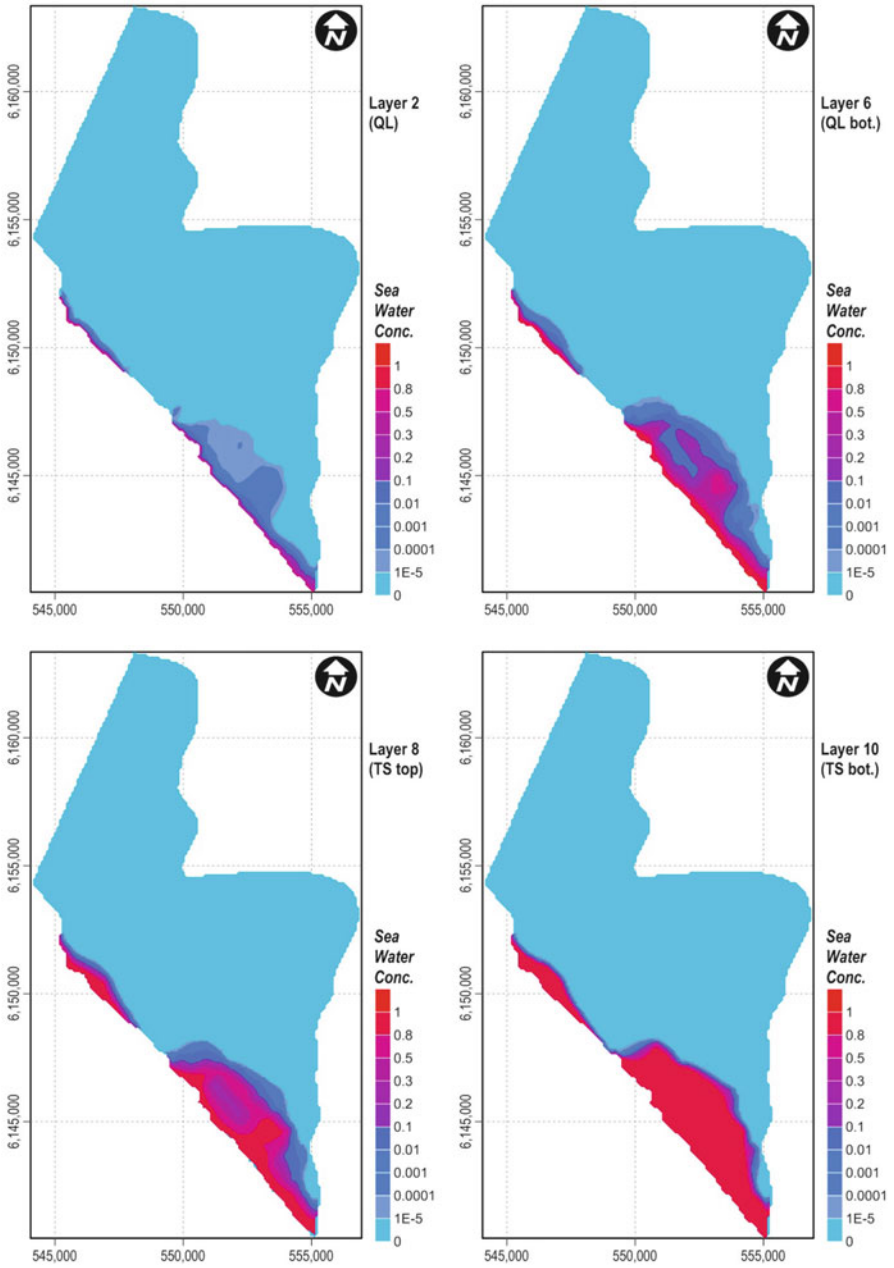 N
Layer 2
(QL)
6,160,000
6,155,000
6,150,000
6,145,000
Sea
Water
Conc.
1
0.8
0.5
0.3
0.2
0.1
0.01
0.001
0.0001
1E-5
0
545,000
550,000
555,000
N
Layer 6
(QL bot.)
6,160,000
6,155,000
6,150,000
6,145,000
Sea
Water
Conc.
1
0.8
0.5
0.3
0.2
0.1
0.01
0.001
0.0001
1E-5
0
545,000
550,000
555,000
N
Layer 8
(TS top)
6,160,000
6,155,000
6,150,000
6,145,000
Sea
Water
Conc.
1
0.8
0.5
0.3
0.2
0.1
0.01
0.001
0.0001
1E-5
0
545,000
550,000
555,000
N
Layer 10
(TS bot.)
6,160,000
6,155,000
6,150,000
6,145,000
Sea
Water
Conc.
1
0.8
0.5
0.3
0.2
0.1
0.01
0.001
0.0001
1E-5
0
545,000
550,000
555,000